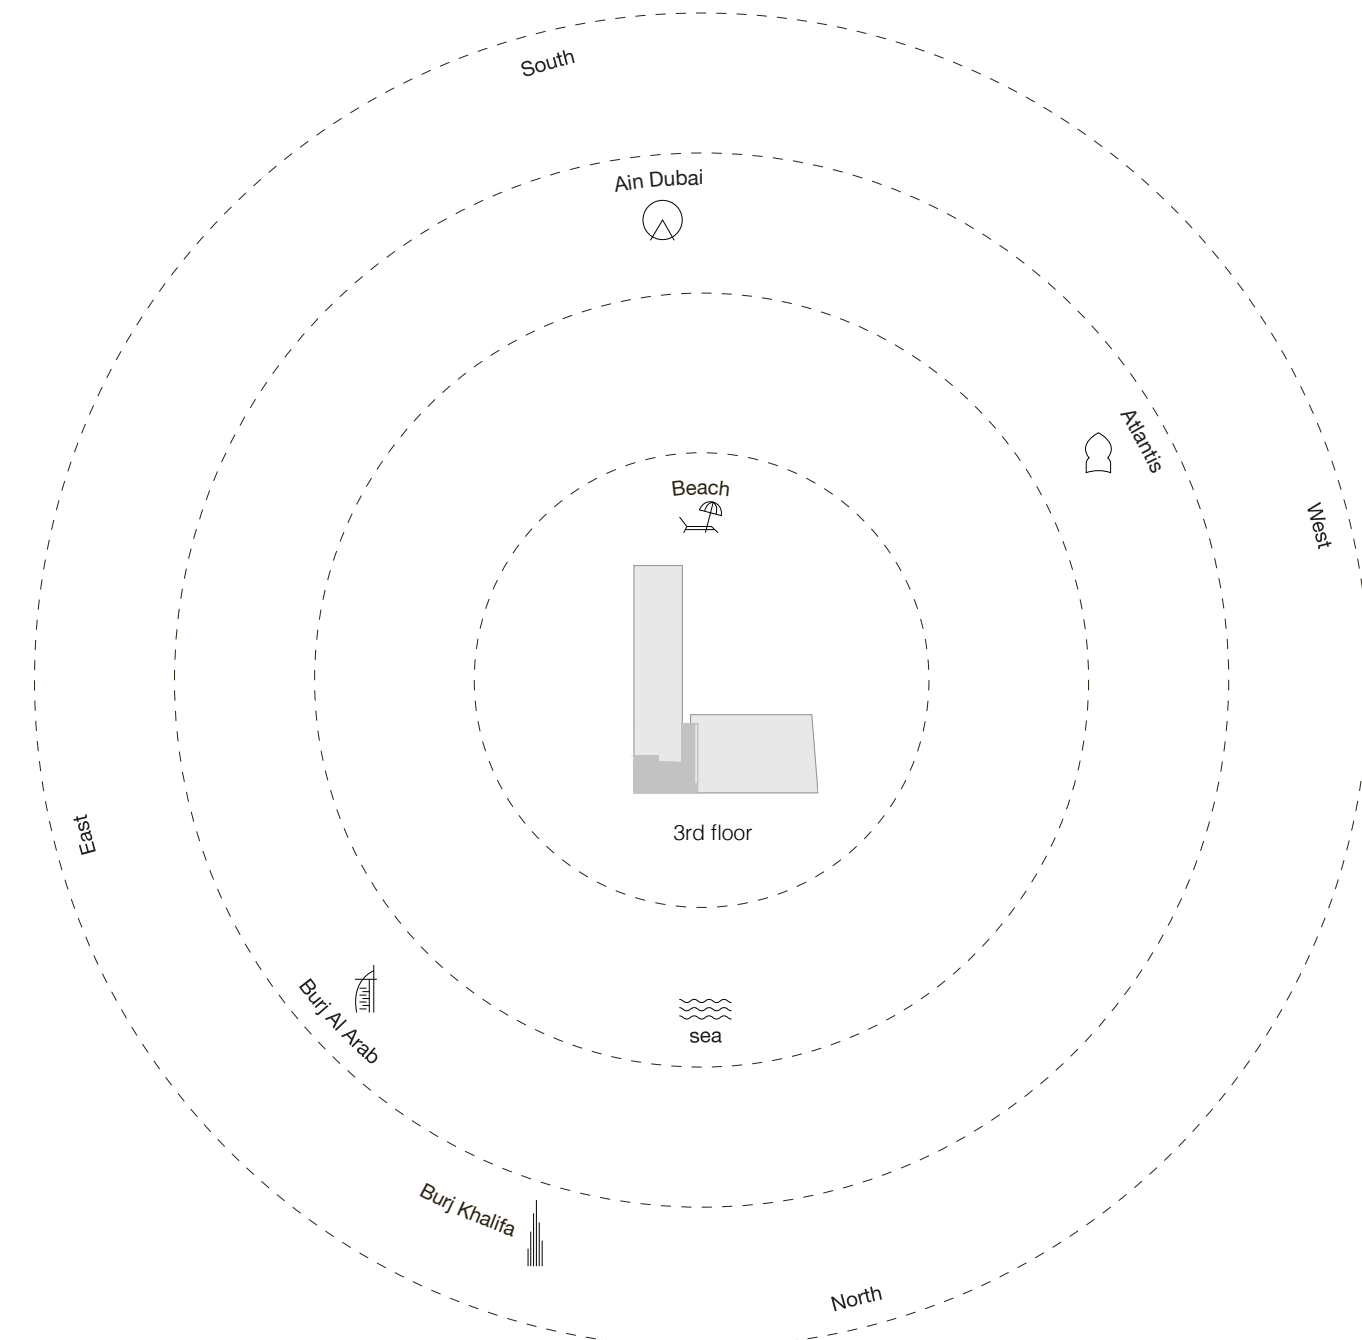 South
Ain Dubai
Atlantis
Beach
West
East
3rd floor
Burj Al Arab
sea
Burj Khalifa
North